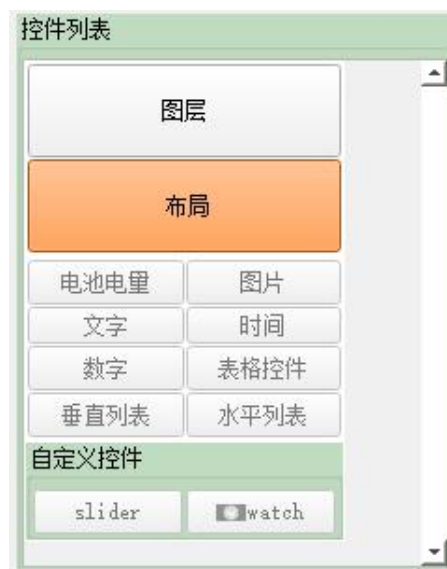 控件列表
图层
布局
电池电量 图片
文字 时间
数字 表格控件
垂直列表 水平列表
自定义控件
slider watch